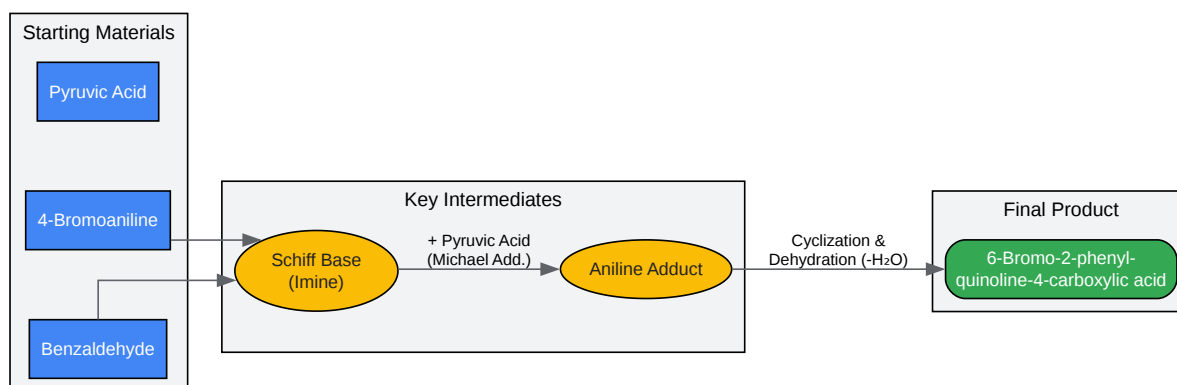 Starting Materials
Pyruvic Acid
4-Bromoaniline
Benzaldehyde
Key Intermediates
Schiff Base
(Imine)
+ Pyruvic Acid
(Michael Add.)
Aniline Adduct
Cyclization &
Dehydration (-H₂O)
Final Product
6-Bromo-2-phenyl-
quinoline-4-carboxylic acid